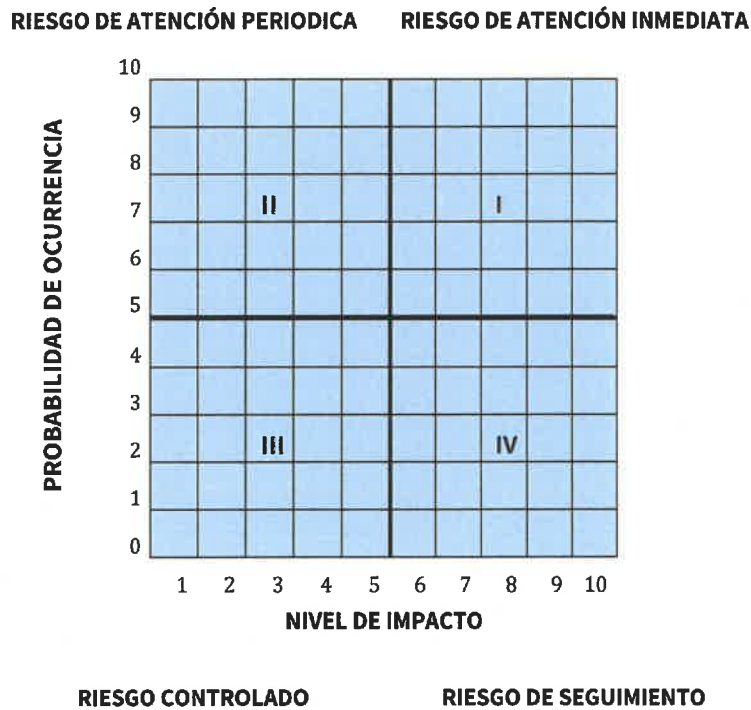 RIESGO DE ATENCIÓN PERIODICA RIESGO DE ATENCIÓN INMEDIATA
10
9
8
7
6
5
4
3
2
1
0
PROBABILIDAD DE OCURRENCIA
II I
III IV
1 2 3 4 5 6 7 8 9 10
NIVEL DE IMPACTO
RIESGO CONTROLADO RIESGO DE SEGUIMIENTO